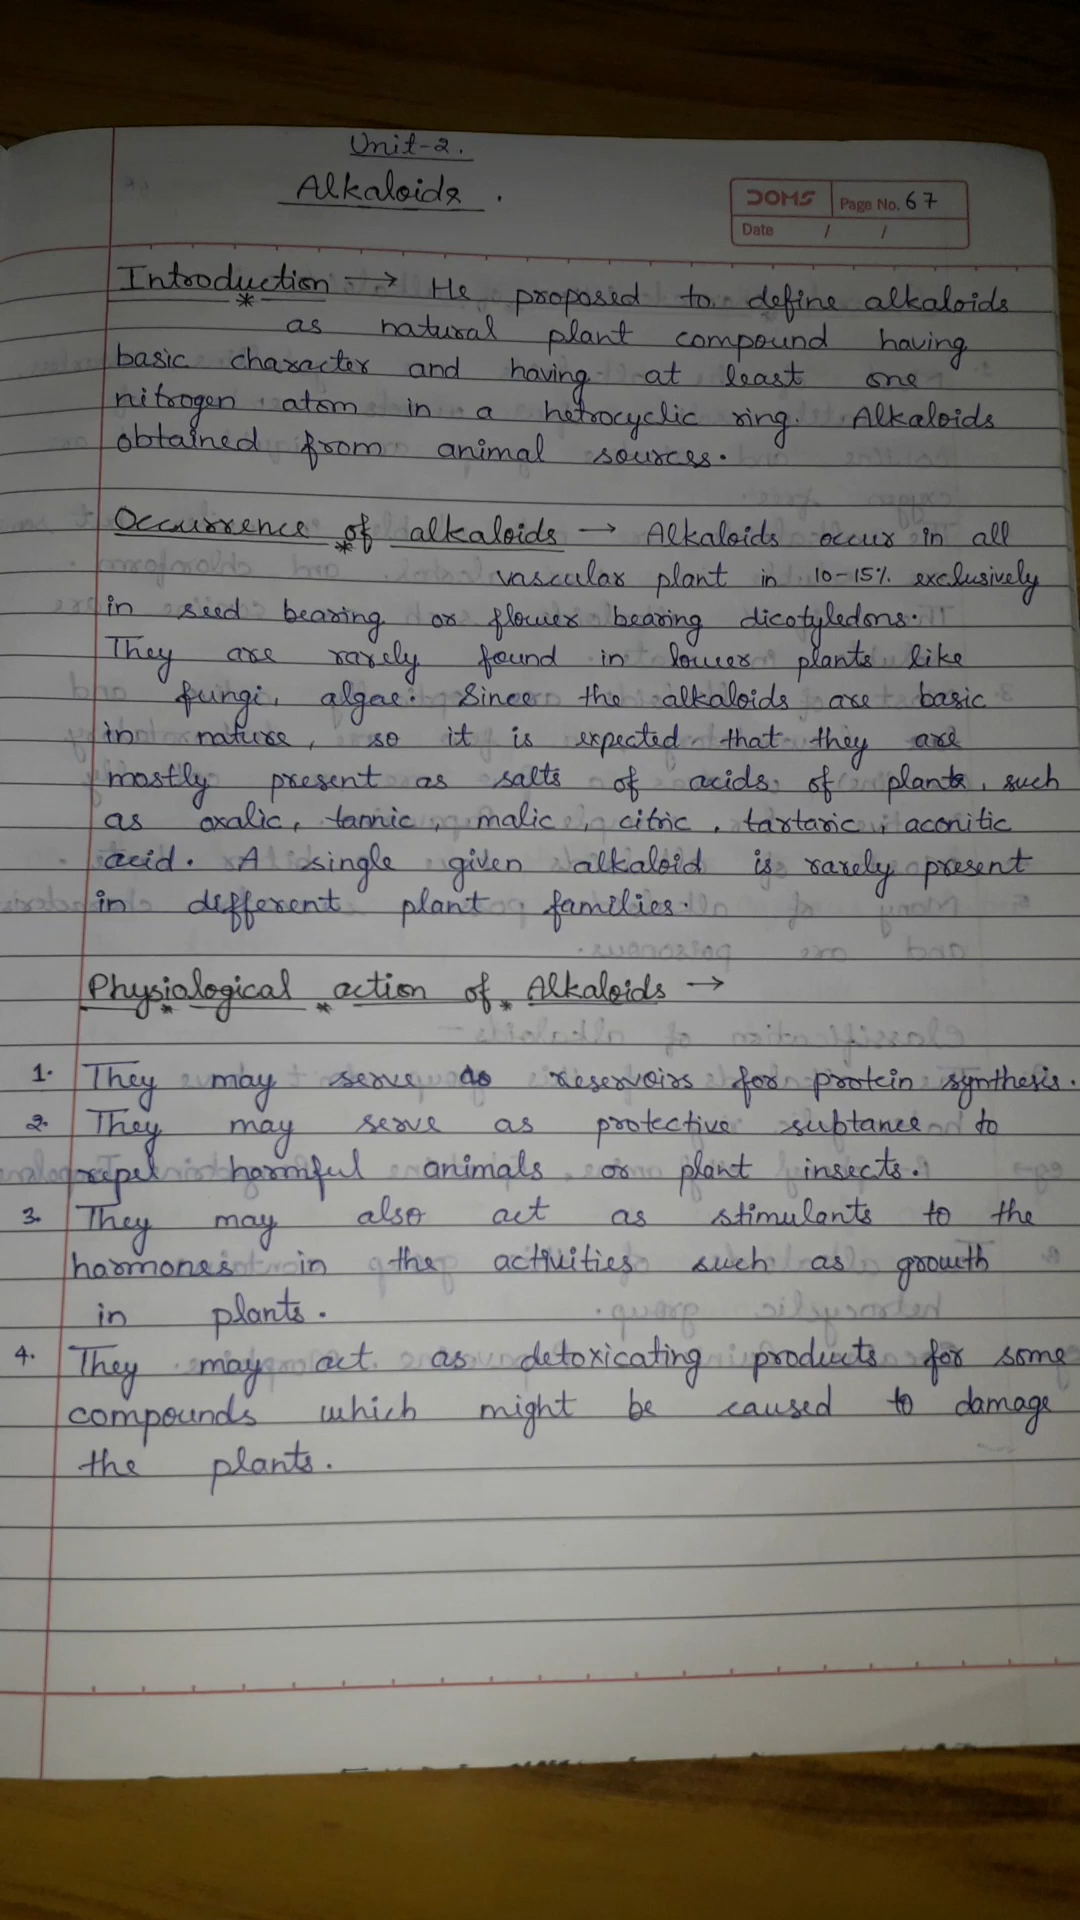 Unit-2.
Alkaloids.
DOMS Page No. 67
Date / /
Introduction → He proposed to define alkaloids
as natural plant compound having
basic character and having at least one
nitrogen atom in a hetrocyclic ring. Alkaloids
obtained from animal sources.
Occurrence of alkaloids → Alkaloids occur in all
vascular plant in 10-15% exclusively
in seed bearing or flower bearing dicotyledons.
They are rarely found in lower plants like
fungi, algae. Since the alkaloids are basic
in nature, so it is expected that they are
mostly present as salts of acids of plants, such
as oxalic, tannic, malic, citric, tartaric, aconitic
acid. A single given alkaloid is rarely present
in different plant families.
Physiological action of Alkaloids →
1. They may serve as reservoirs for protein synthesis.
2. They may serve as protective subtance to
repel harmful animals or plant insects.
3. They may also act as stimulants to the
harmones in the activities such as growth
in plants.
4. They may act as detoxicating products for some
compounds which might be caused to damage
the plants.